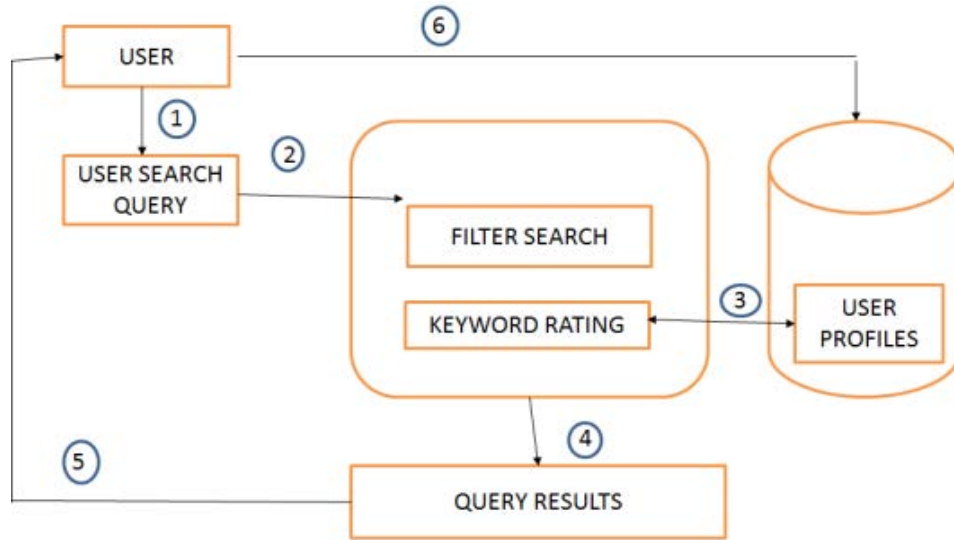 6
USER
1
2
USER SEARCH
QUERY
FILTER SEARCH
3
KEYWORD RATING
USER
PROFILES
4
5
QUERY RESULTS